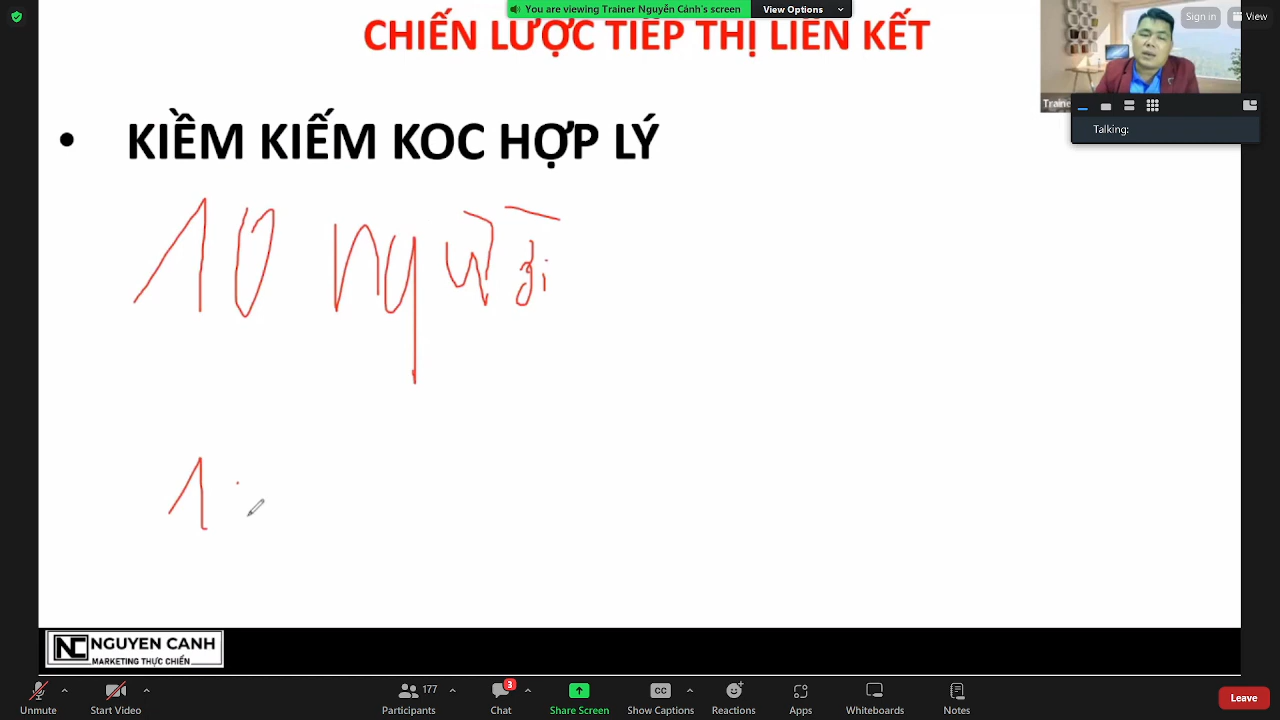 You are viewing Trainer Nguyễn Cảnh's screen
View Options
Sign in
View
CHIẾN LƯỢC TIẾP THỊ LIÊN KẾT
Talking:
• KIỀM KIẾM KOC HỢP LÝ
10 người
1
NC NGUYEN CANH
MARKETING THỰC CHIẾN
Unmute
Start Video
177
Participants
3
Chat
Share Screen
CC
Show Captions
Reactions
Apps
Whiteboards
Notes
Leave